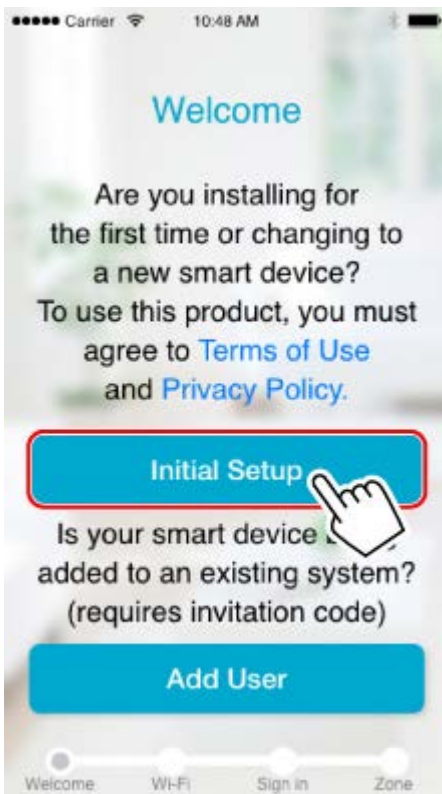 Carrier 10:48 AM
Welcome
Are you installing for
the first time or changing to
a new smart device?
To use this product, you must
agree to Terms of Use
and Privacy Policy.
Initial Setup
Is your smart device
added to an existing system?
(requires invitation code)
Add User
Welcome Wi-Fi Sign in Zone